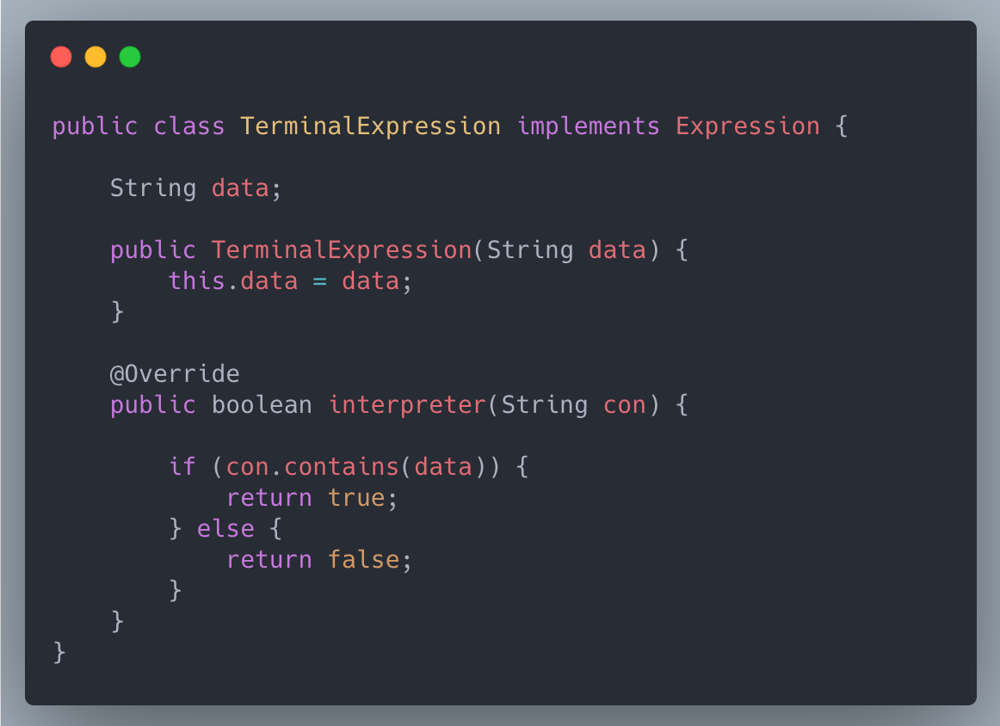 public class TerminalExpression implements Expression {
String data;
public TerminalExpression(String data) {
this.data = data;
}
@Override
public boolean interpreter(String con) {
if (con.contains(data)) {
return true;
} else {
return false;
}
}
}